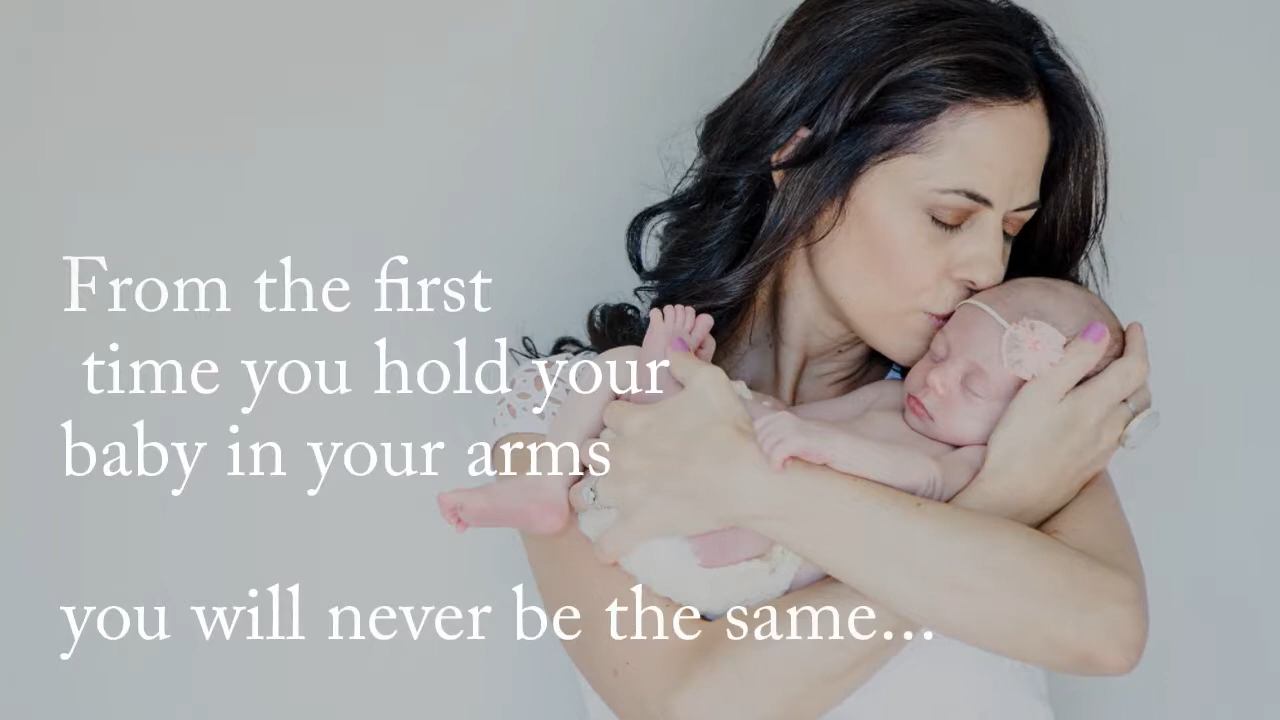 From the first
time you hold your
baby in your arms
you will never be the same...